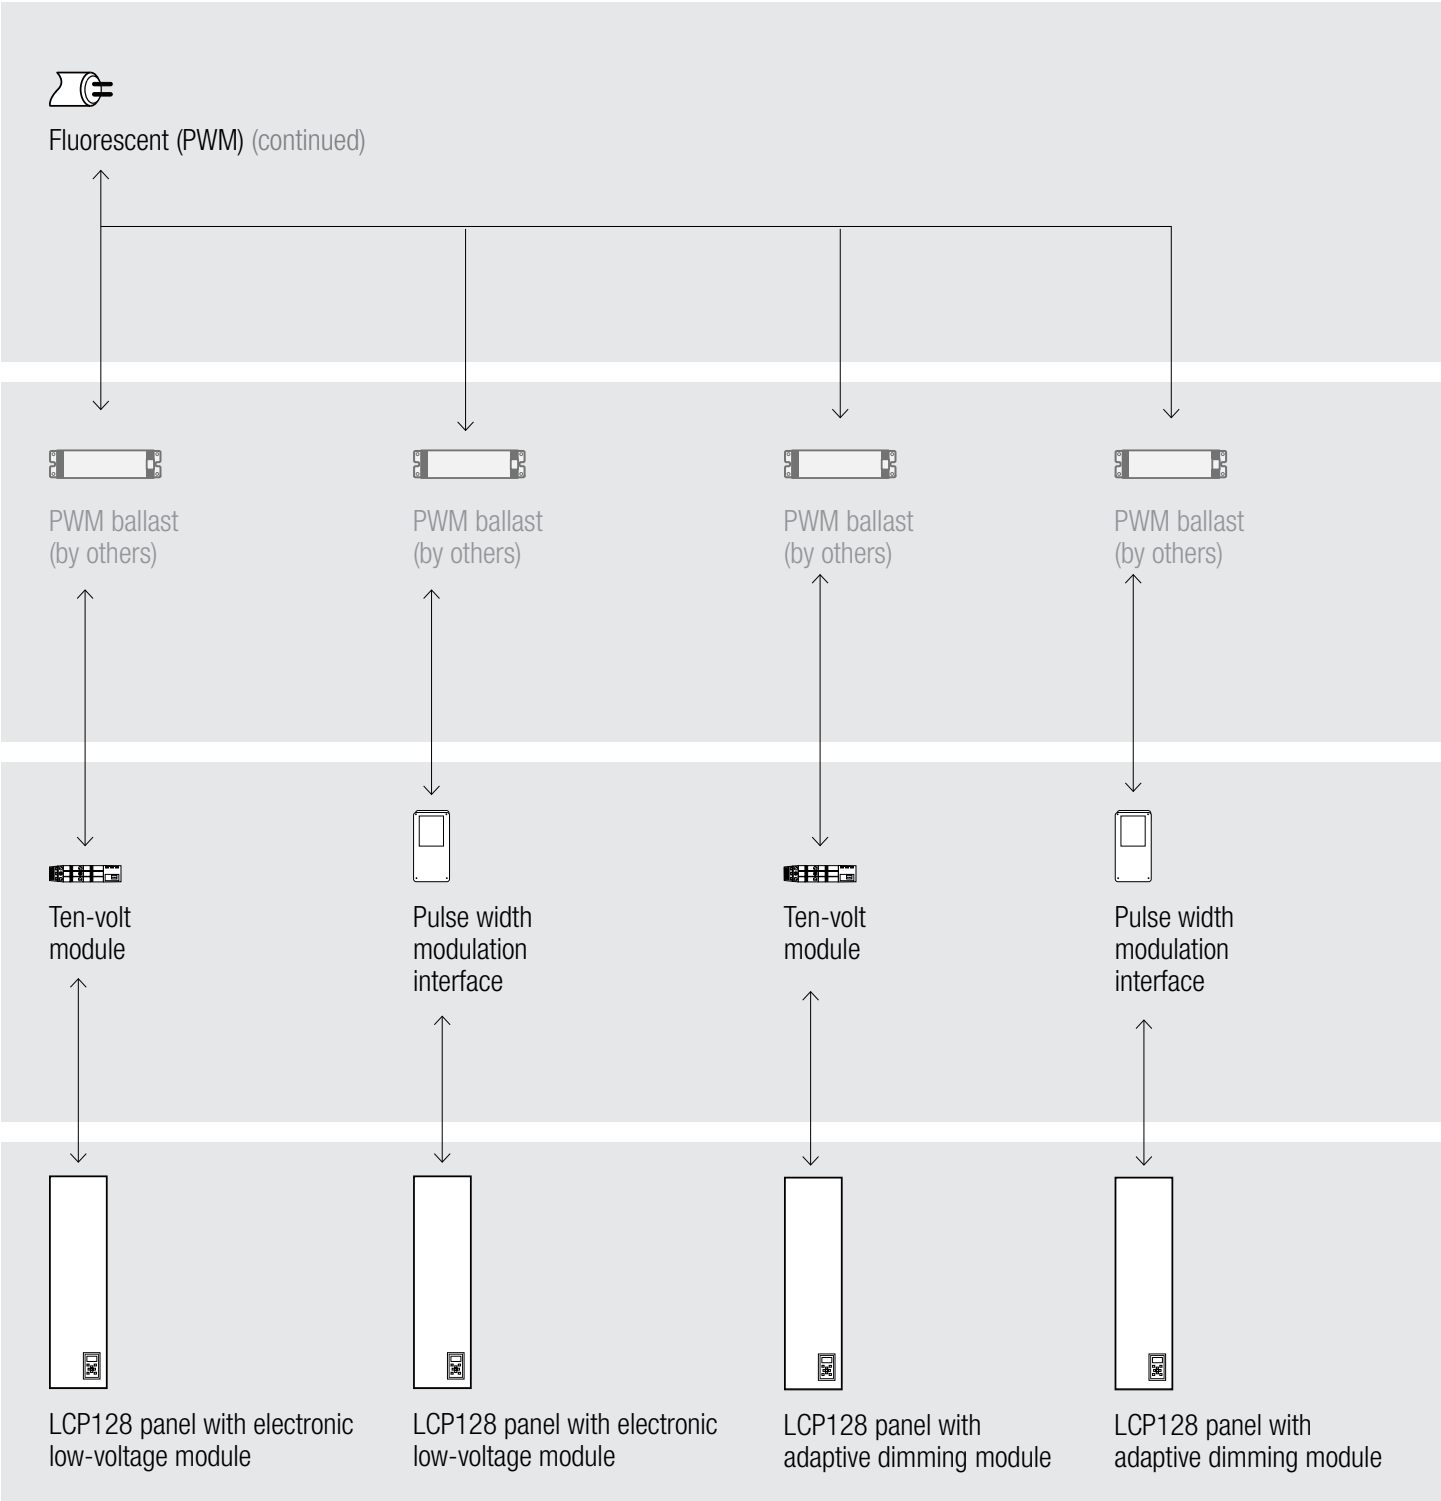 Fluorescent (PWM) (continued)
PWM ballast
(by others)
PWM ballast
(by others)
PWM ballast
(by others)
PWM ballast
(by others)
Ten-volt
module
Pulse width
modulation
interface
Ten-volt
module
Pulse width
modulation
interface
LCP128 panel with electronic
low-voltage module
LCP128 panel with electronic
low-voltage module
LCP128 panel with
adaptive dimming module
LCP128 panel with
adaptive dimming module